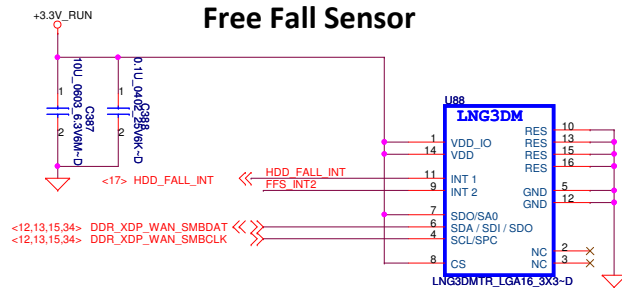 Free Fall Sensor
+3.3V_RUN
1
2
10U_0603_6.3V6M~D
C387
1
2
0.1U_0402_25V6K~D
C388
U88
LNG3DM
1 VDD_IO
14 VDD
<17> HDD_FALL_INT
HDD_FALL_INT
11 INT 1
FFS_INT2
9 INT 2
7 SDO/SA0
<12,13,15,34> DDR_XDP_WAN_SMBDAT
6 SDA / SDI / SDO
<12,13,15,34> DDR_XDP_WAN_SMBCLK
4 SCL/SPC
8 CS
RES 10
RES 13
RES 15
RES 16
GND 5
GND 12
NC 2
NC 3
LNG3DMTR_LGA16_3X3~D